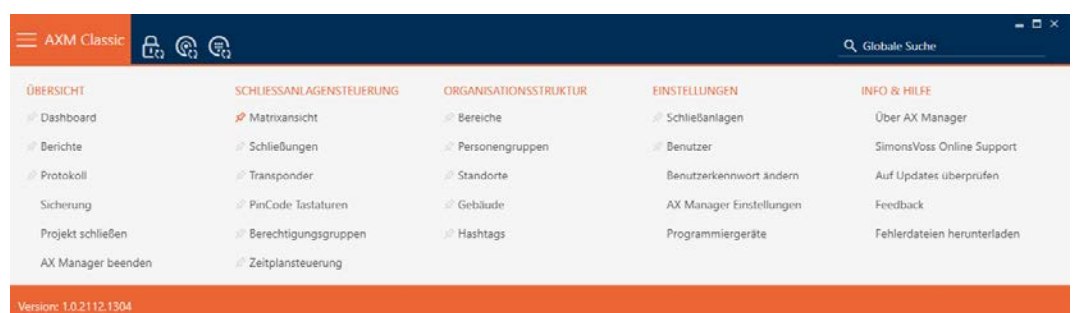 AXM Classic
Globale Suche
ÜBERSICHT
Dashboard
Berichte
Protokoll
Sicherung
Projekt schließen
AX Manager beenden
SCHLIESSANLAGENSTEUERUNG
Matrixansicht
Schließungen
Transponder
PinCode Tastaturen
Berechtigungsgruppen
Zeitplansteuerung
ORGANISATIONSSTRUKTUR
Bereiche
Personengruppen
Standorte
Gebäude
Hashtags
EINSTELLUNGEN
Schließanlagen
Benutzer
Benutzerkennwort ändern
AX Manager Einstellungen
Programmiergeräte
INFO & HILFE
Über AX Manager
SimonsVoss Online Support
Auf Updates überprüfen
Feedback
Fehlerdateien herunterladen
Version: 1.0.2112.1304